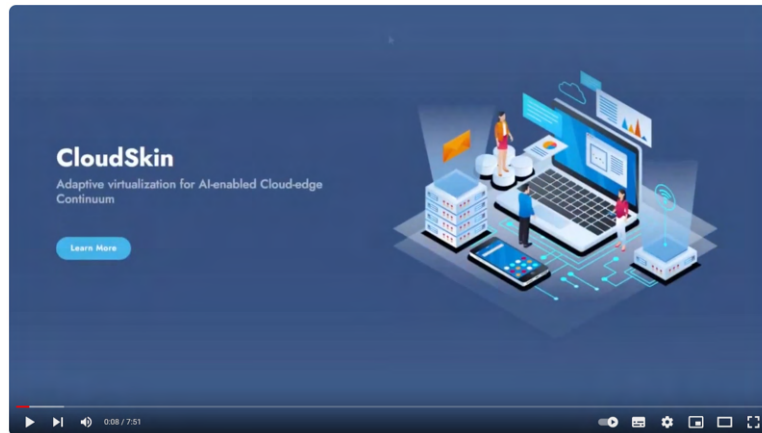 CloudSkin
Adaptive virtualization for AI-enabled Cloud-edge
Continuum
Learn More
0:08 / 7:51